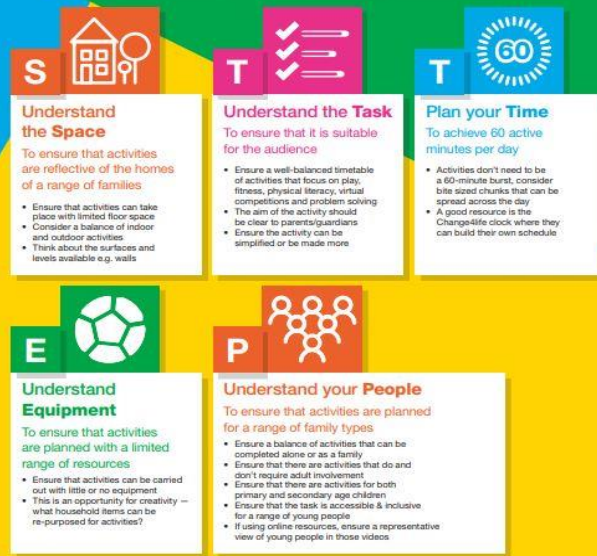 S
Understand
the Space
To ensure that activities
are reflective of the homes
of a range of families
• Ensure that activities can take
place with limited floor space
• Consider a balance of indoor
and outdoor activities
• Think about the surfaces and
levels available e.g. walls
T
Understand the Task
To ensure that it is suitable
for the audience
• Ensure a well-balanced timetable
of activities that focus on play,
fitness, physical literacy, virtual
competitions and problem solving
• The aim of the activity should
be clear to parents/guardians
• Ensure the activity can be
simplified or be made more
T
60
Plan your Time
To achieve 60 active
minutes per day
• Activities don't need to be
a 60-minute burst, consider
bite sized chunks that can be
spread across the day
• A good resource is the
Change4life clock where they
can build their own schedule
E
Understand
Equipment
To ensure that activities
are planned with a limited
range of resources
• Ensure that activities can be carried
out with little or no equipment
• This is an opportunity for creativity —
what household items can be
re-purposed for activities?
P
Understand your People
To ensure that activities are planned
for a range of family types
• Ensure a balance of activities that can be
completed alone or as a family
• Ensure that there are activities that do and
don't require adult involvement
• Ensure that there are activities for both
primary and secondary age children
• Ensure that the task is accessible & inclusive
for a range of young people
• If using online resources, ensure a representative
view of young people in those videos